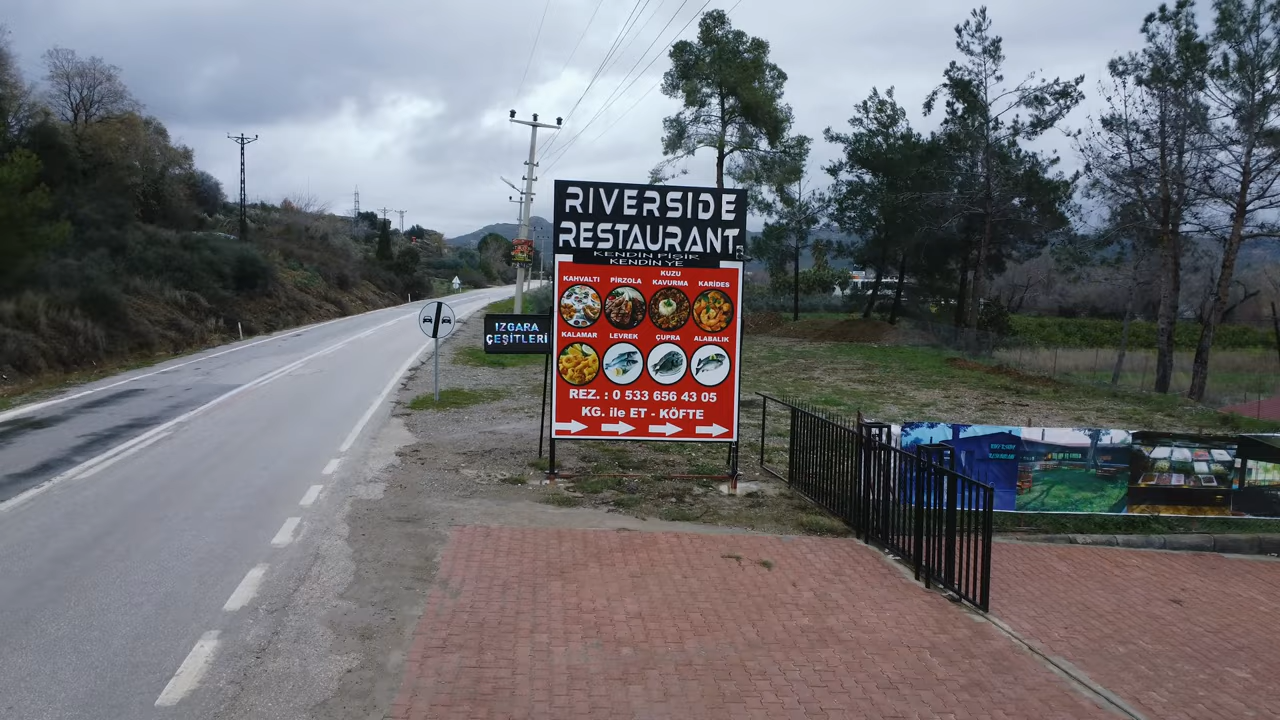 RIVERSIDE
RESTAURANT
KENDİN PİŞİR
KENDİN YE
KAHVALTI PİRZOLA KUZU KAVURMA KARİDES
KALAMAR LEVREK ÇUPRA ALABALIK
REZ. : 0 533 656 43 05
KG. ile ET - KÖFTE
IZGARA
ÇEŞİTLERİ